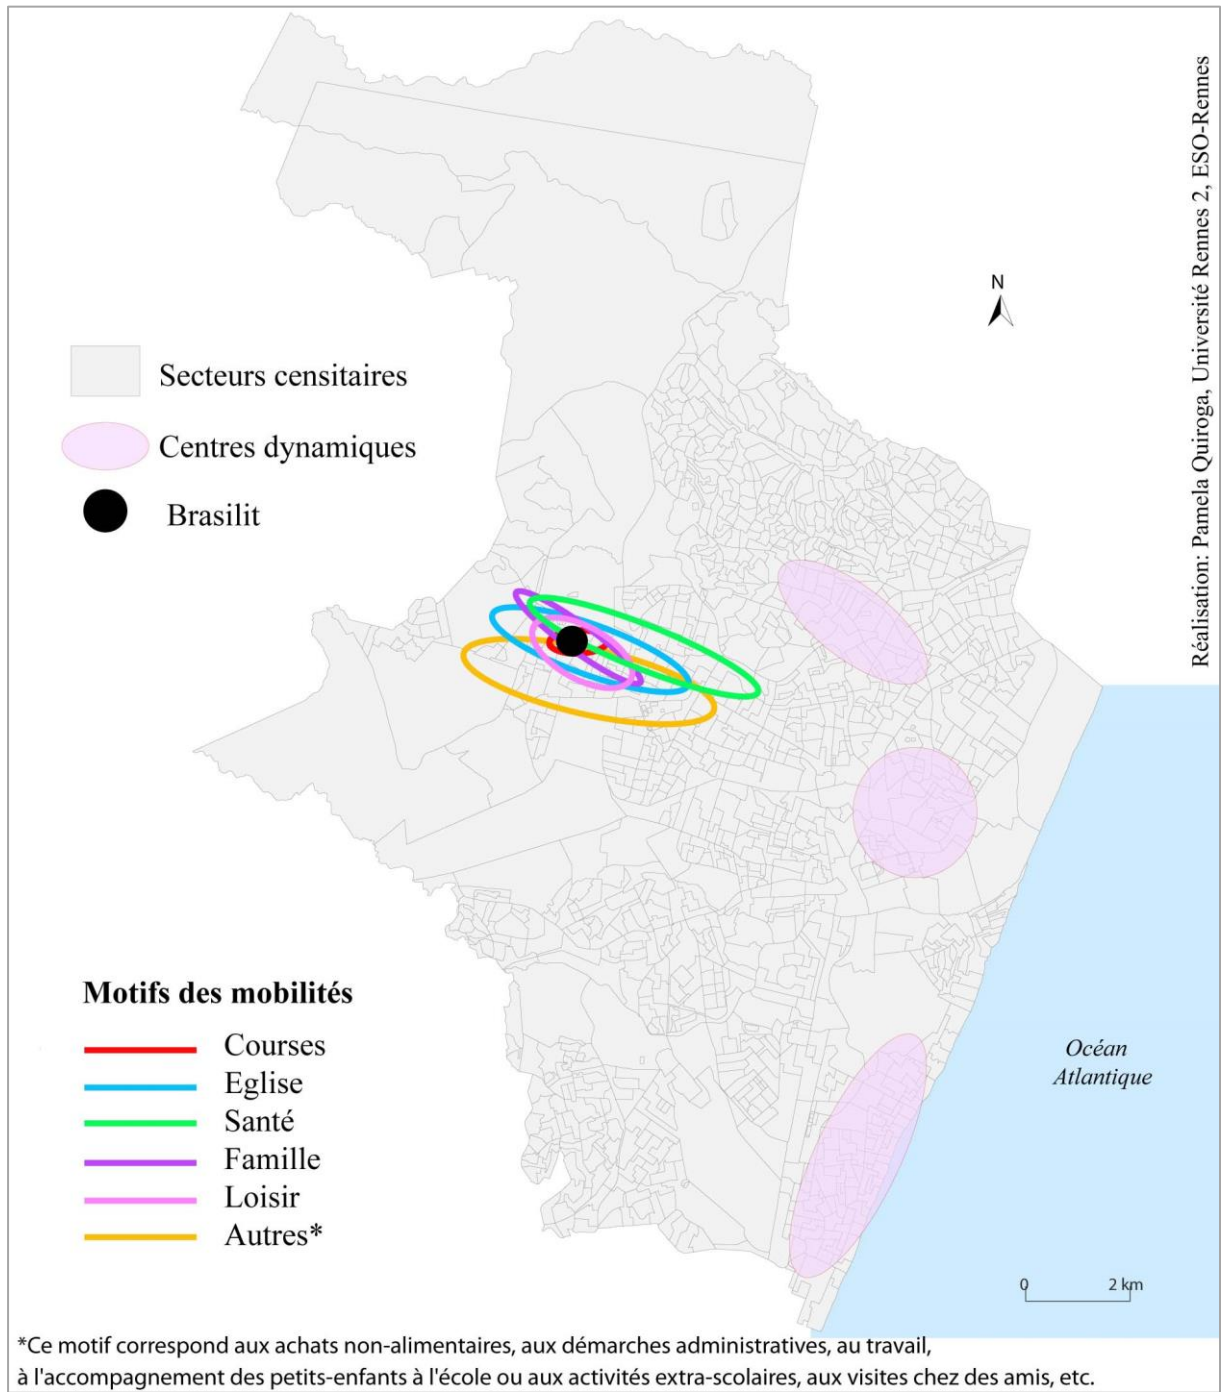 Réalisation: Pamela Quiroga, Université Rennes 2, ESO-Rennes
N
Secteurs censitaires
Centres dynamiques
Brasilit
Motifs des mobilités
Courses
Eglise
Santé
Famille
Loisir
Autres*
Océan
Atlantique
0 2 km
*Ce motif correspond aux achats non-alimentaires, aux démarches administratives, au travail,
à l'accompagnement des petits-enfants à l'école ou aux activités extra-scolaires, aux visites chez des amis, etc.